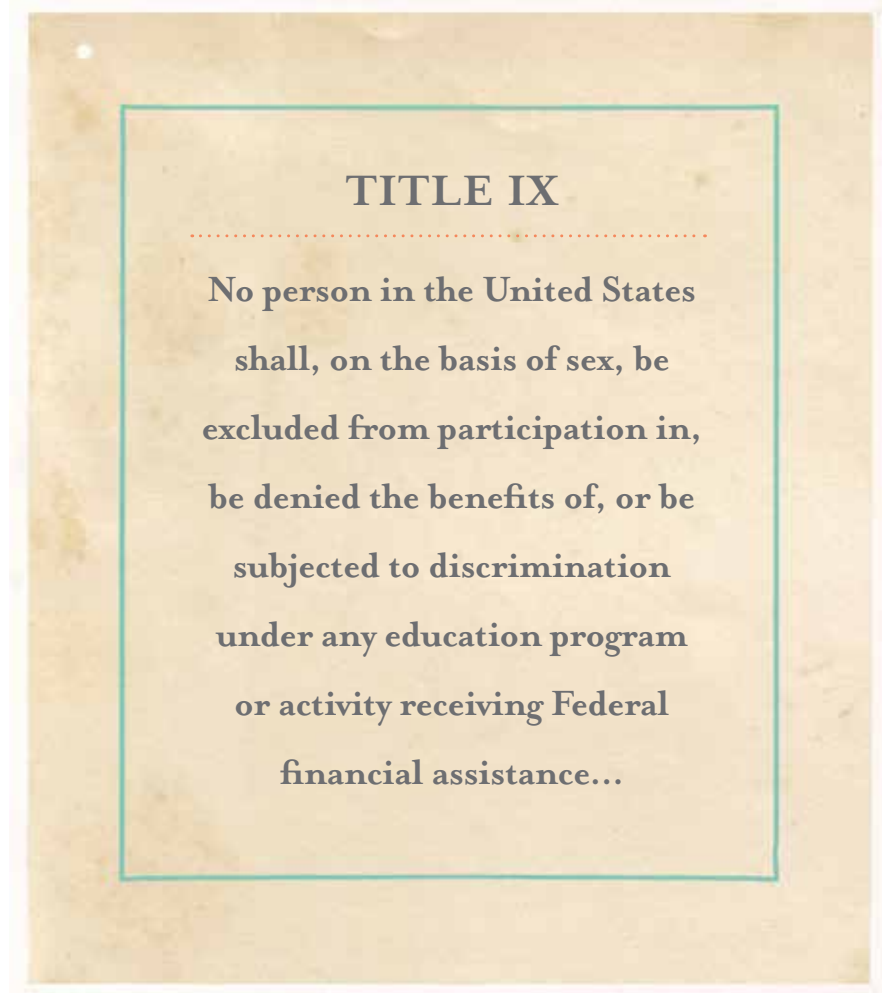 TITLE IX
No person in the United States
shall, on the basis of sex, be
excluded from participation in,
be denied the benefits of, or be
subjected to discrimination
under any education program
or activity receiving Federal
financial assistance...